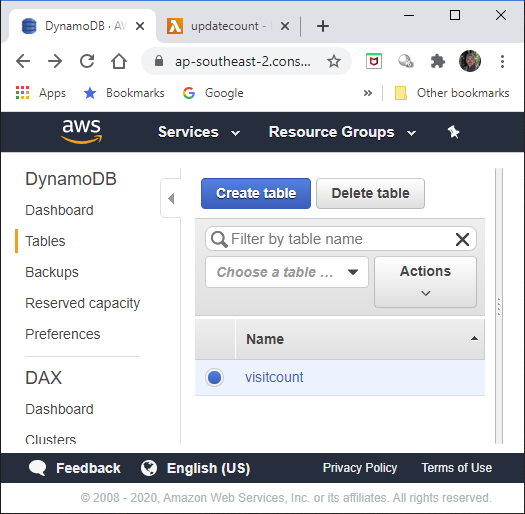 DynamoDB · AW
updatecount - L
ap-southeast-2.cons...
Apps
Bookmarks
Google
»
Other bookmarks
aws
Services
Resource Groups
DynamoDB
Dashboard
Tables
Backups
Reserved capacity
Preferences
DAX
Dashboard
Clusters
Create table
Delete table
Filter by table name
Choose a table ...
Actions
Name
visitcount
Feedback
English (US)
Privacy Policy
Terms of Use
© 2008 - 2020, Amazon Web Services, Inc. or its affiliates. All rights reserved.